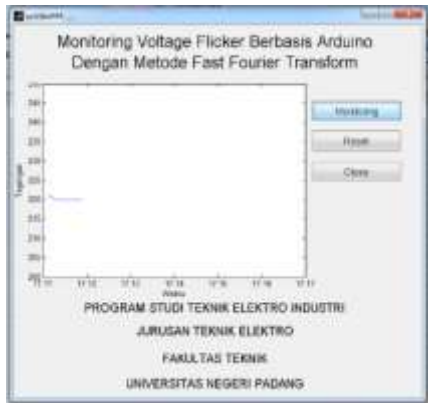 Monitoring Voltage Flicker Berbasis Arduino
Dengan Metode Fast Fourier Transform
Monitoring
Reset
Close
Tegangan
Waktu
PROGRAM STUDI TEKNIK ELEKTRO INDUSTRI
JURUSAN TEKNIK ELEKTRO
FAKULTAS TEKNIK
UNIVERSITAS NEGERI PADANG